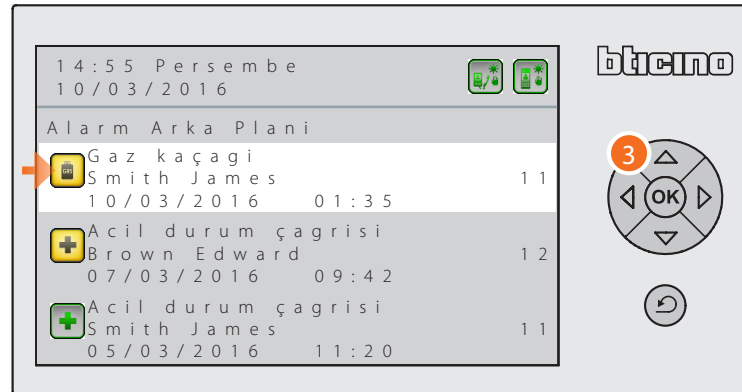 14:55 Persembe
10/03/2016
bticino
Alarm Arka Plani
Gaz kaçagi
Smith James 11
10/03/2016 01:35
Acil durum çagrisi
Brown Edward 12
07/03/2016 09:42
Acil durum çagrisi
Smith James 11
05/03/2016 11:20
3
OK